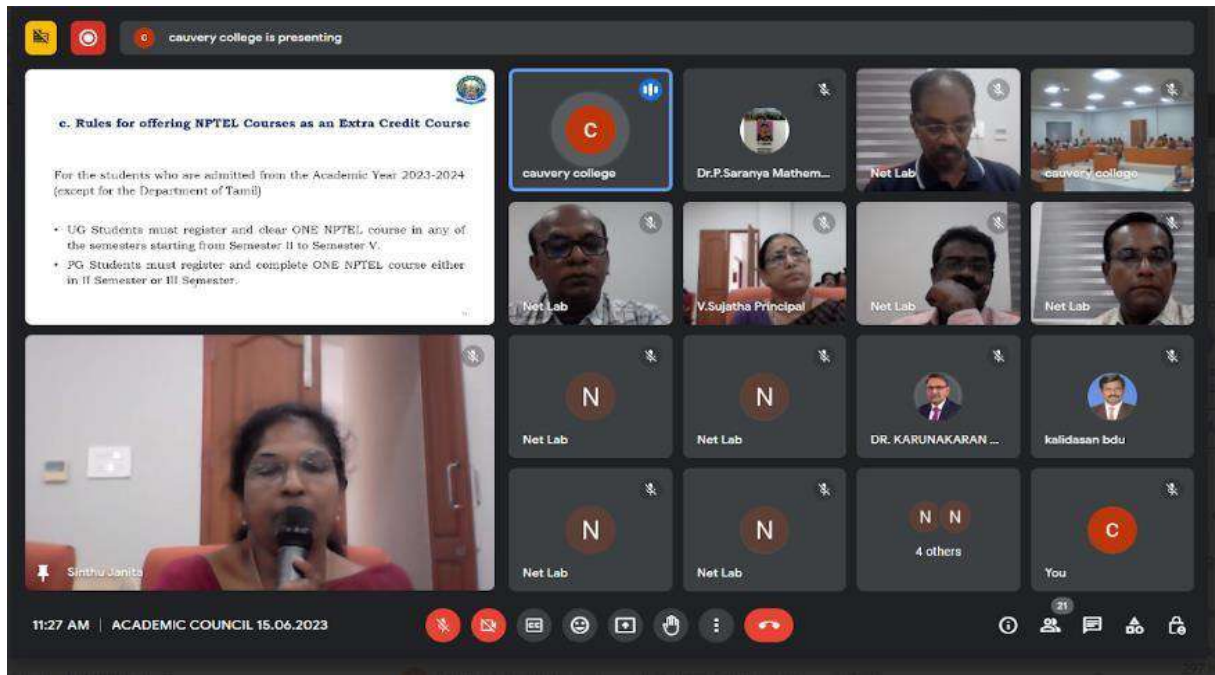 c cauvery college is presenting
c. Rules for offering NPTEL Courses as an Extra Credit Course
For the students who are admitted from the Academic Year 2023-2024
(except for the Department of Tamil)
• UG Students must register and clear ONE NPTEL course in any of
the semesters starting from Semester II to Semester V.
• PG Students must register and complete ONE NPTEL course either
in II Semester or III Semester.
C
cauvery college
Dr.P.Saranya Mathem...
Net Lab
cauvery college
Net Lab
V.Sujatha Principal
Net Lab
Net Lab
Sinthu Janita
N
Net Lab
N
Net Lab
DR. KARUNAKARAN ...
kalidasan bdu
N
Net Lab
N
Net Lab
N N
4 others
C
You
11:27 AM | ACADEMIC COUNCIL 15.06.2023
CC
21